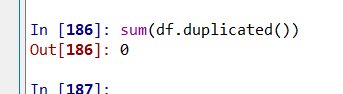 In [186]: sum(df.duplicated())
Out[186]: 0
In [187]: